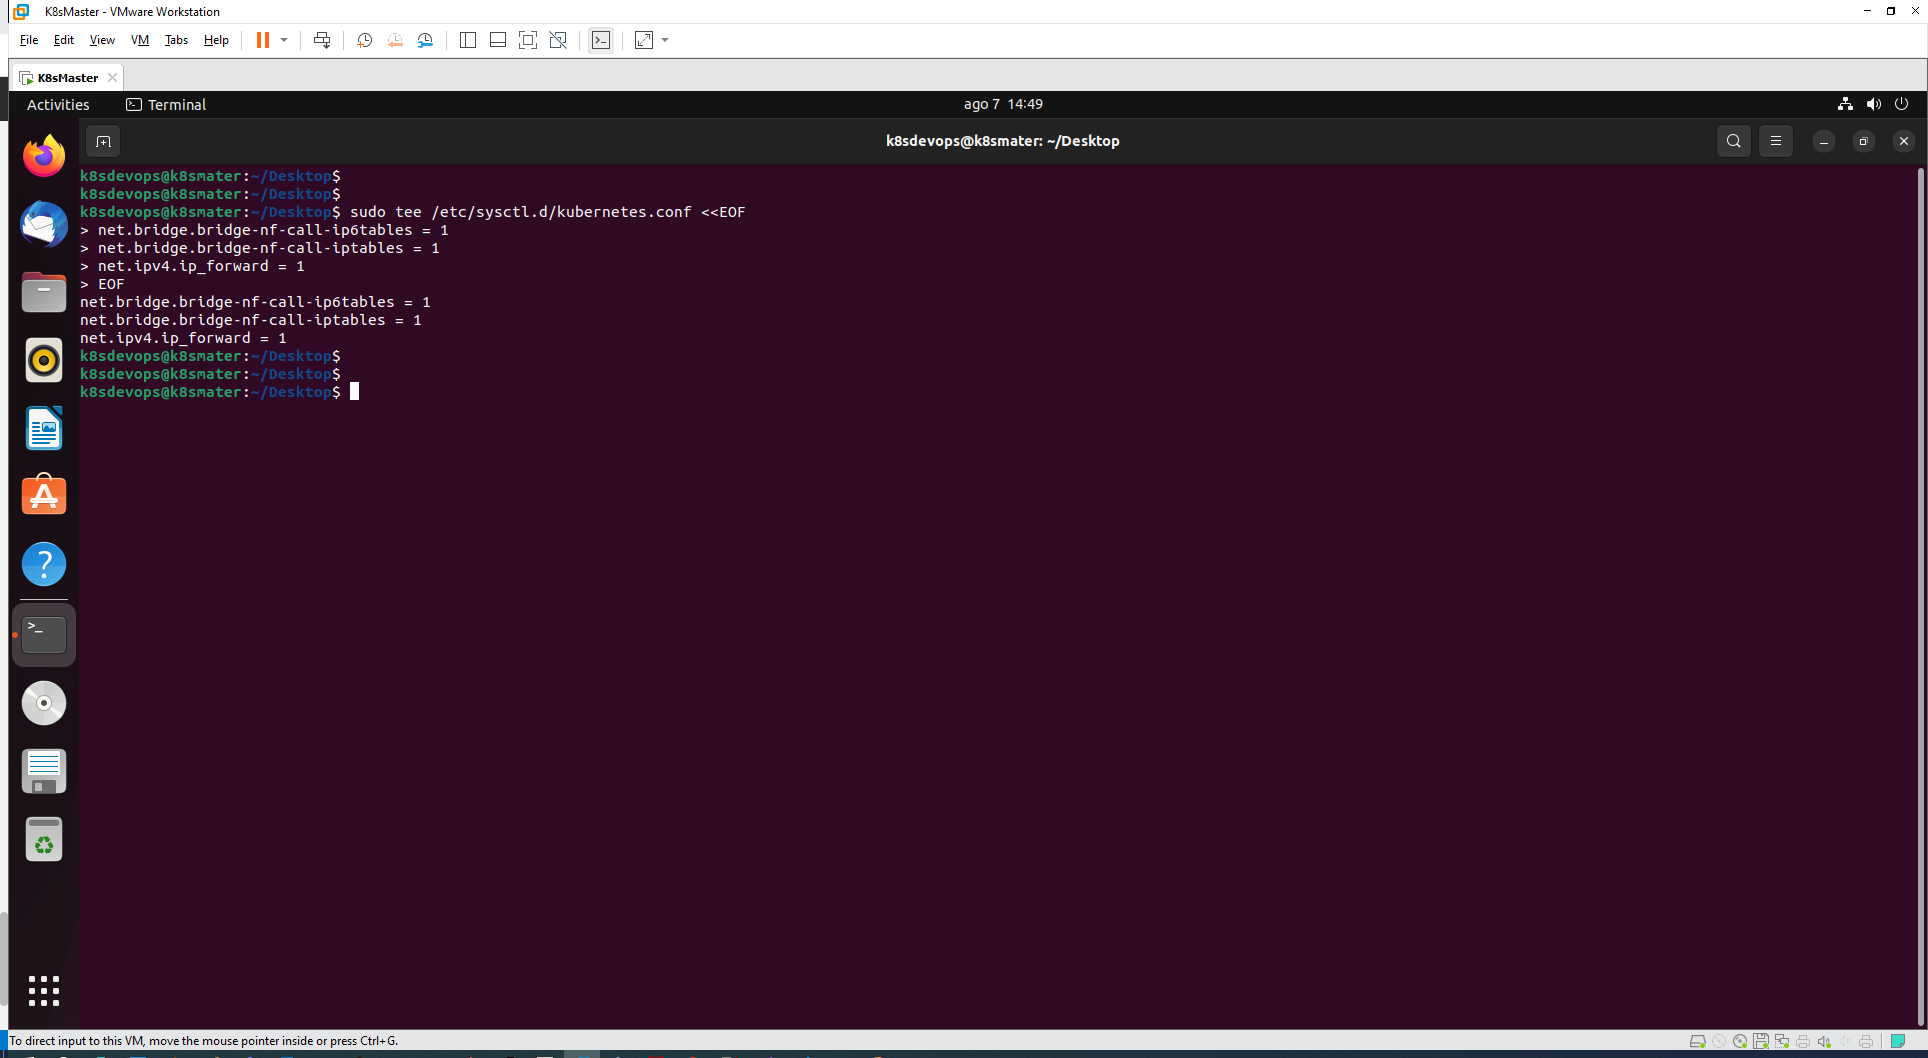 K8sMaster - VMware Workstation
File Edit View VM Tabs Help
K8sMaster
Activities Terminal ago 7 14:49
k8sdevops@k8smater: ~/Desktop
k8sdevops@k8smater:~/Desktop$
k8sdevops@k8smater:~/Desktop$
k8sdevops@k8smater:~/Desktop$ sudo tee /etc/sysctl.d/kubernetes.conf <<EOF
> net.bridge.bridge-nf-call-ip6tables = 1
> net.bridge.bridge-nf-call-iptables = 1
> net.ipv4.ip_forward = 1
> EOF
net.bridge.bridge-nf-call-ip6tables = 1
net.bridge.bridge-nf-call-iptables = 1
net.ipv4.ip_forward = 1
k8sdevops@k8smater:~/Desktop$
k8sdevops@k8smater:~/Desktop$
k8sdevops@k8smater:~/Desktop$
To direct input to this VM, move the mouse pointer inside or press Ctrl+G.